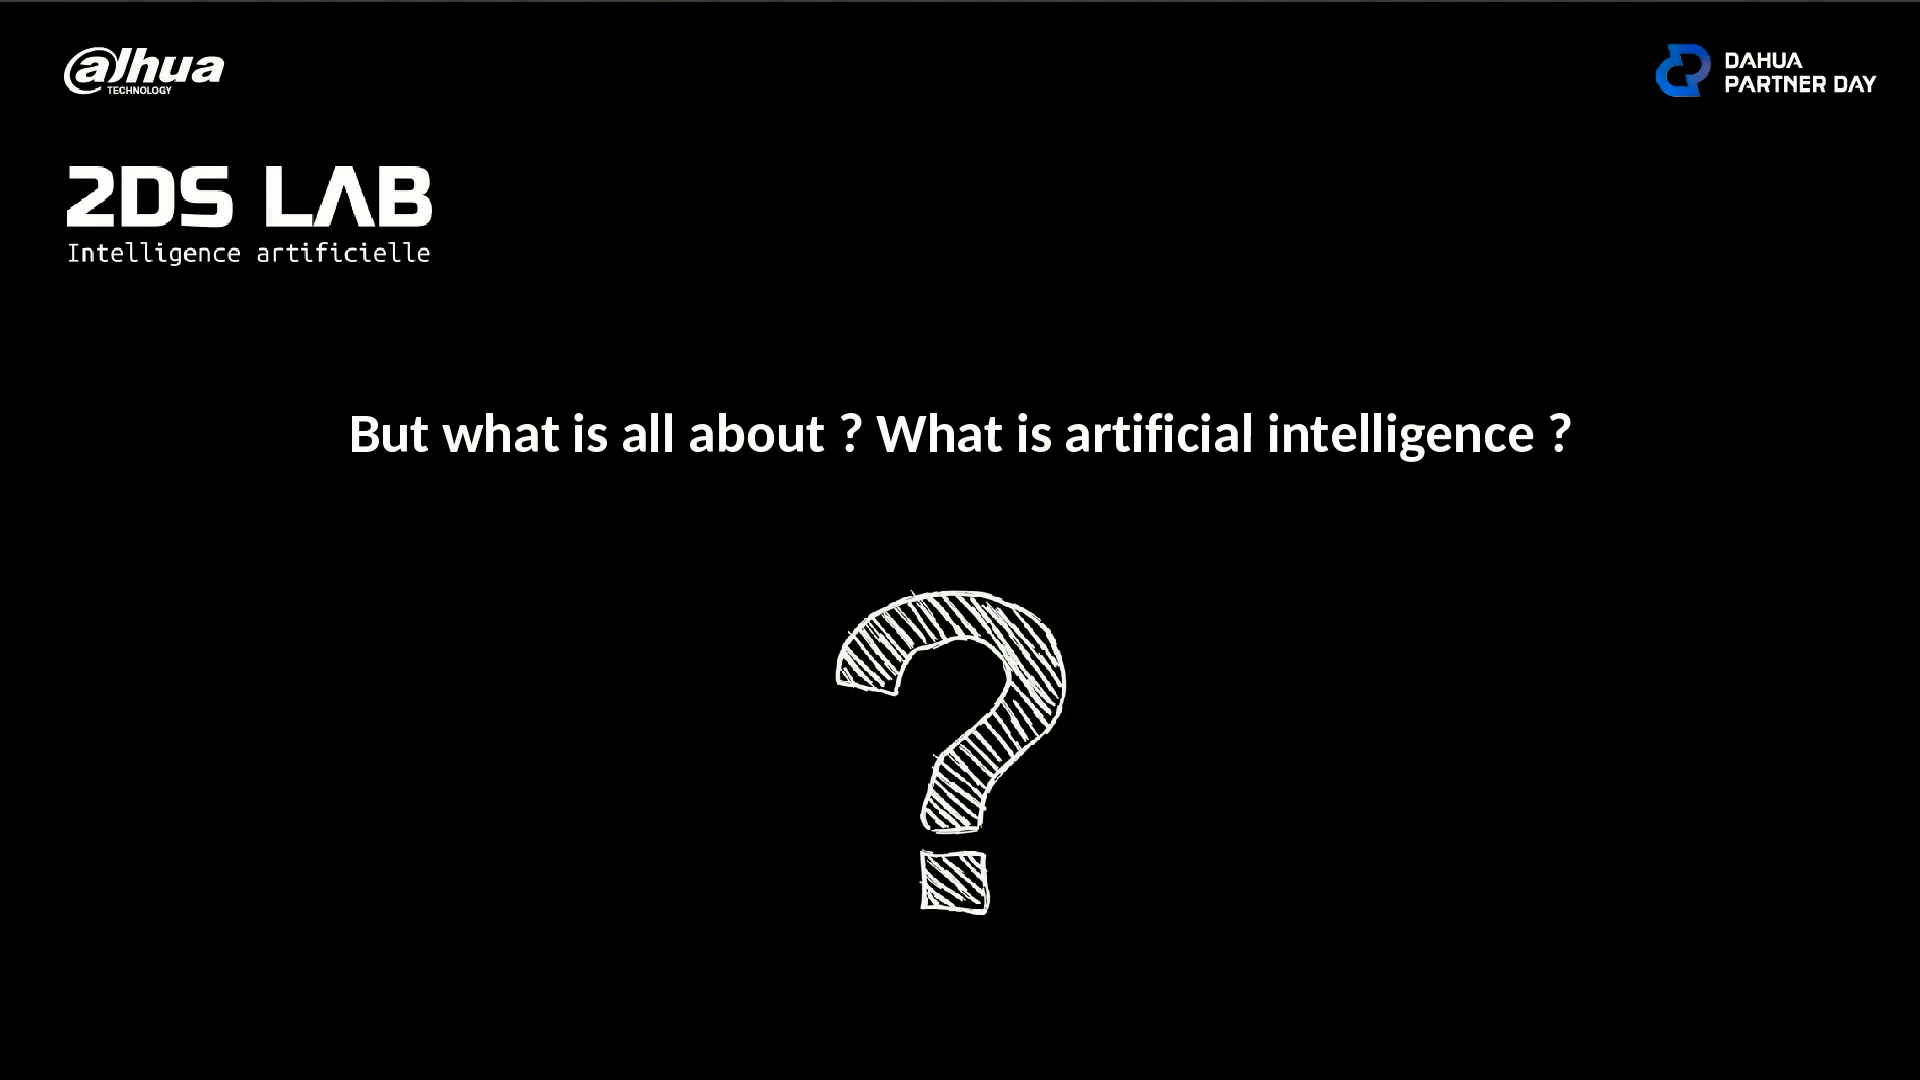 alhua
TECHNOLOGY
DAHUA
PARTNER DAY
2DS LAB
Intelligence artificielle
But what is all about ? What is artificial intelligence ?
?